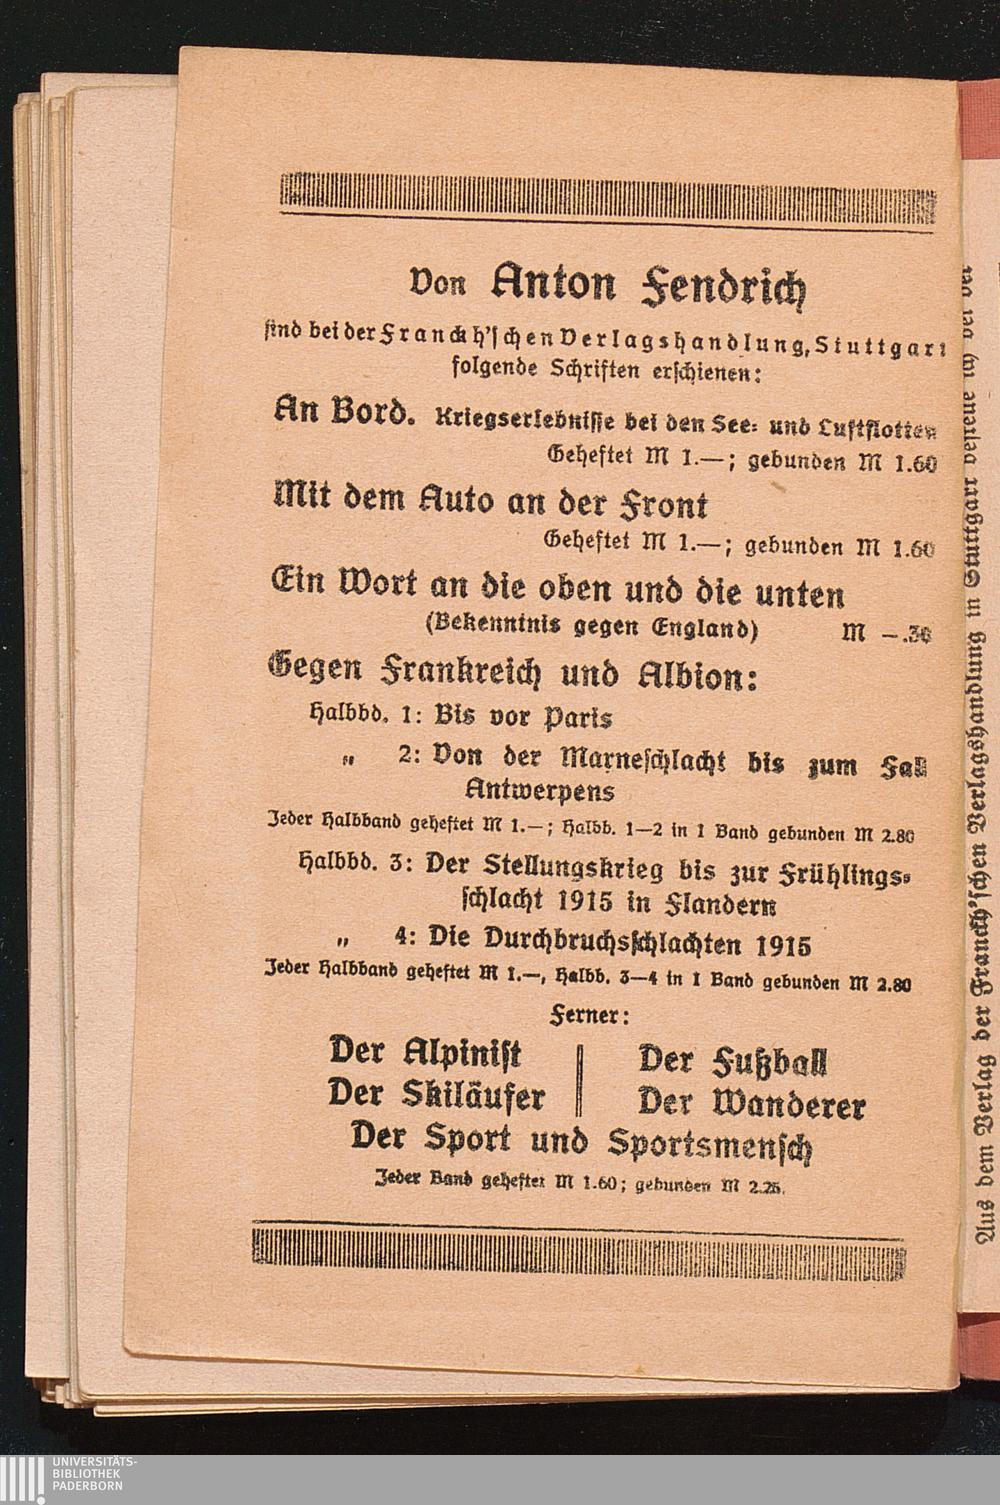 Von Anton Fendrich
sind bei der Franckh'schen Verlagshandlung, Stuttgart
folgende Schriften erschienen:
An Bord. Kriegserlebnisse bei den See- und Luftflotten
Geheftet M 1.—; gebunden M 1.60
Mit dem Auto an der Front
Geheftet M 1.—; gebunden M 1.60
Ein Wort an die oben und die unten
(Bekenntnis gegen England) M —.30
Gegen Frankreich und Albion:
Halbbd. 1: Bis vor Paris
„ 2: Von der Marneschlacht bis zum Fall
Antwerpens
Jeder Halbband geheftet M 1.—; Halbb. 1—2 in 1 Band gebunden M 2.80
Halbbd. 3: Der Stellungskrieg bis zur Frühlings-
schlacht 1915 in Flandern
„ 4: Die Durchbruchsschlachten 1915
Jeder Halbband geheftet M 1.—, Halbb. 3—4 in 1 Band gebunden M 2.80
Ferner:
Der Alpinist
Der Skiläufer
Der Fußball
Der Wanderer
Der Sport und Sportsmensch
Jeder Band geheftet M 1.60; gebunden M 2.25.
Aus dem Verlag der Franckh'schen Verlagshandlung in Stuttgart bestelle ich bei der
UNIVERSITÄTS-
BIBLIOTHEK
PADERBORN